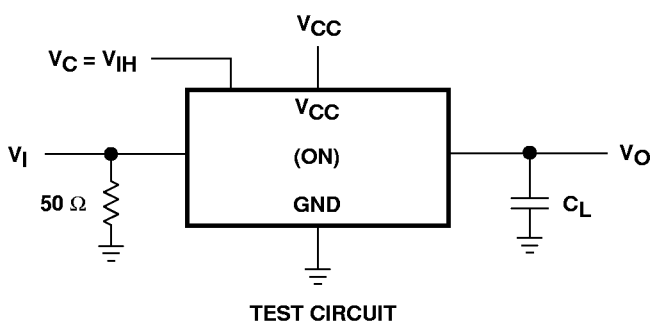 VCC
VC = VIH
VCC
VI
(ON)
VO
50 Ω
GND
CL
TEST CIRCUIT